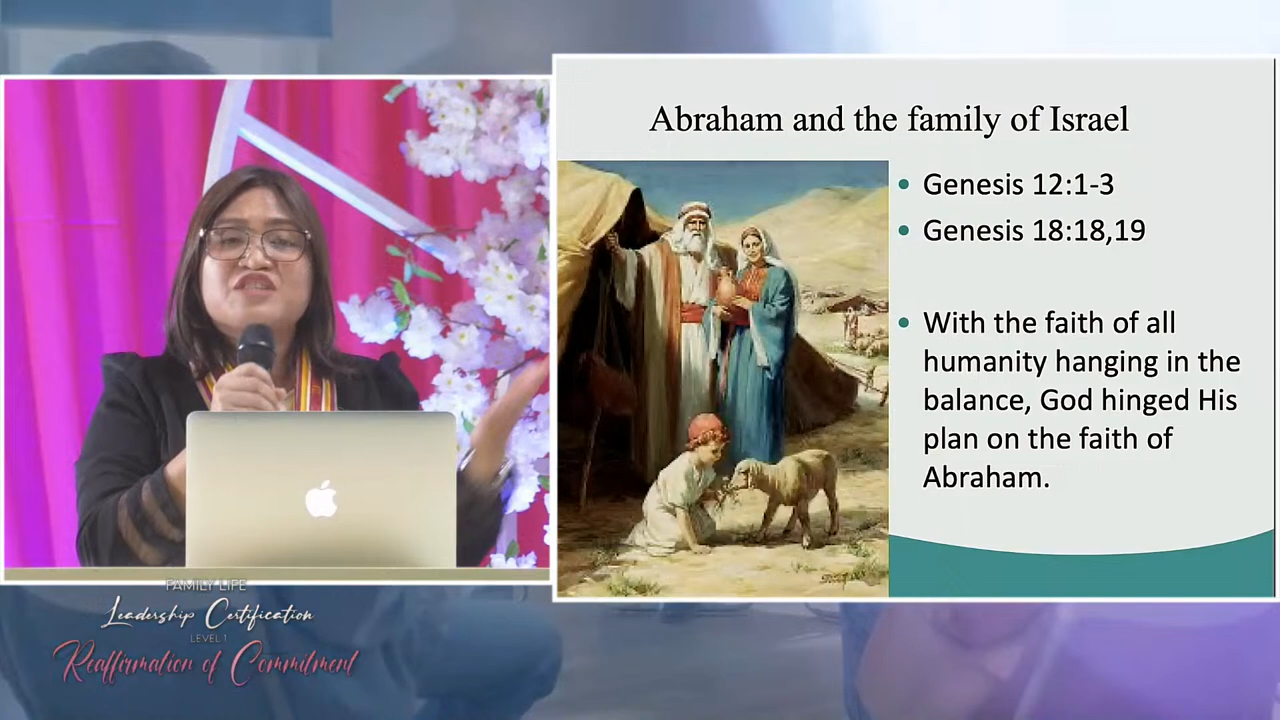 Abraham and the family of Israel
Genesis 12:1-3
Genesis 18:18,19
With the faith of all
humanity hanging in the
balance, God hinged His
plan on the faith of
Abraham.
FAMILY LIFE
Leadership Certification
LEVEL 1
Reaffirmation of Commitment